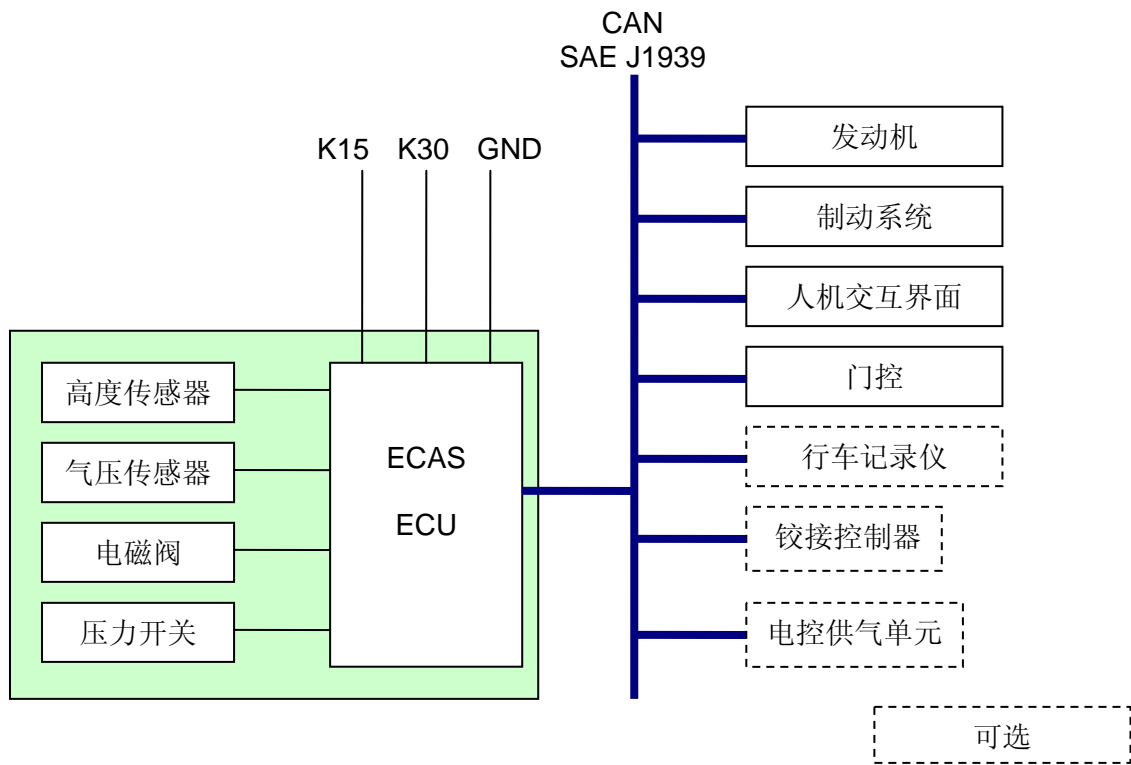 CAN
SAE J1939
K15 K30 GND
发动机
制动系统
人机交互界面
门控
行车记录仪
铰接控制器
电控供气单元
高度传感器
气压传感器
电磁阀
压力开关
ECAS
ECU
可选